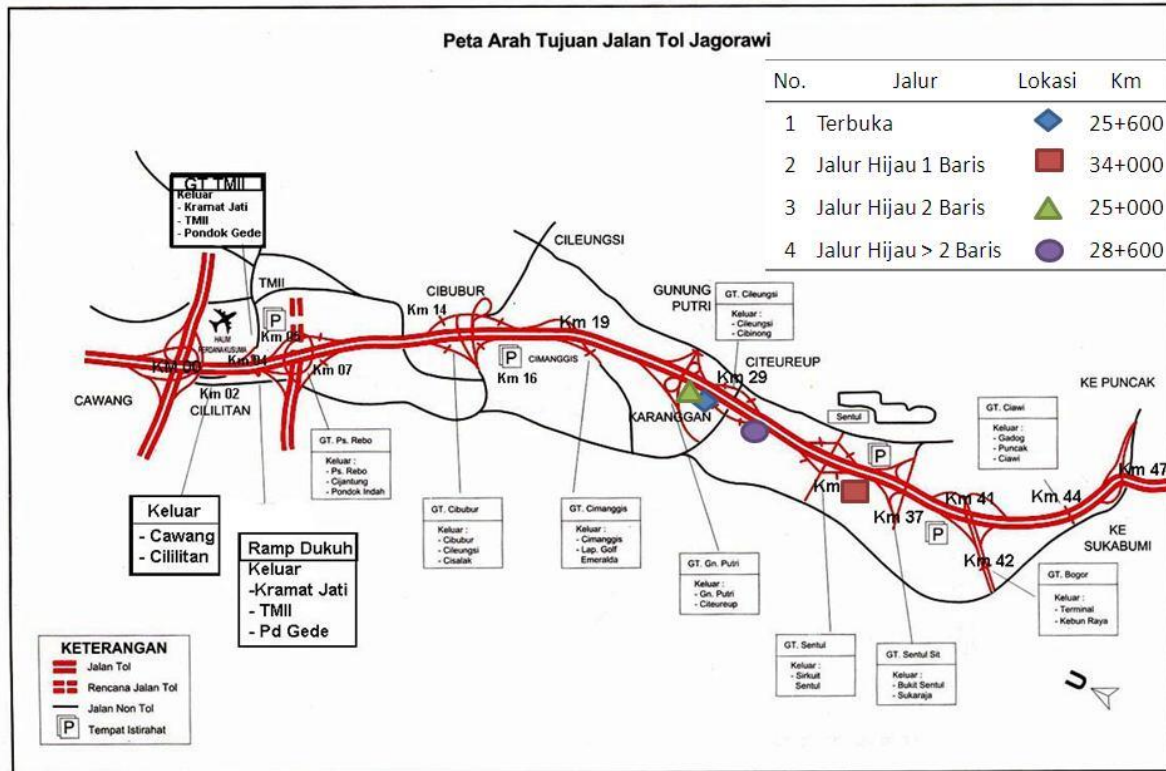 Peta Arah Tujuan Jalan Tol Jagorawi
No. Jalur Lokasi Km
1 Terbuka 25+600
2 Jalur Hijau 1 Baris 34+000
3 Jalur Hijau 2 Baris 25+000
4 Jalur Hijau > 2 Baris 28+600
GT TMII
Keluar
- Kramat Jati
- TMII
- Pondok Gede
CILEUNGSI
TMII
CIBUBUR
GUNUNG
PUTRI
GT. Cileungsi
Keluar :
- Cileungsi
- Cibinong
P
Km 14
HALIM
PERDANA KUSUMA
Km 05
Km 19
P
CIMANGGIS
CITEUREUP
KM 00
Km 04
Km 07
Km 16
Km 29
KE PUNCAK
CAWANG
Km 02
CILILITAN
KARANGGAN
Sentul
GT. Ciawi
Keluar :
- Gadog
- Puncak
- Ciawi
GT. Ps. Rebo
Keluar :
- Ps. Rebo
- Cijantung
- Pondok Indah
P
Km 47
Km
Km 41
Km 44
Km 37
P
KE
SUKABUMI
Keluar
- Cawang
- Cililitan
GT. Cibubur
Keluar :
- Cibubur
- Cileungsi
- Cisalak
GT. Cimanggis
Keluar :
- Cimanggis
- Lap. Golf
Emeralda
Ramp Dukuh
Keluar
-Kramat Jati
- TMII
- Pd Gede
GT. Gn. Putri
Keluar :
- Gn. Putri
- Citeureup
Km 42
GT. Bogor
Keluar :
- Terminal
- Kebun Raya
GT. Sentul
Keluar :
- Sirkuit
Sentul
GT. Sentul Sit
Keluar :
- Bukit Sentul
- Sukaraja
KETERANGAN
Jalan Tol
Rencana Jalan Tol
Jalan Non Tol
P Tempat Istirahat
U